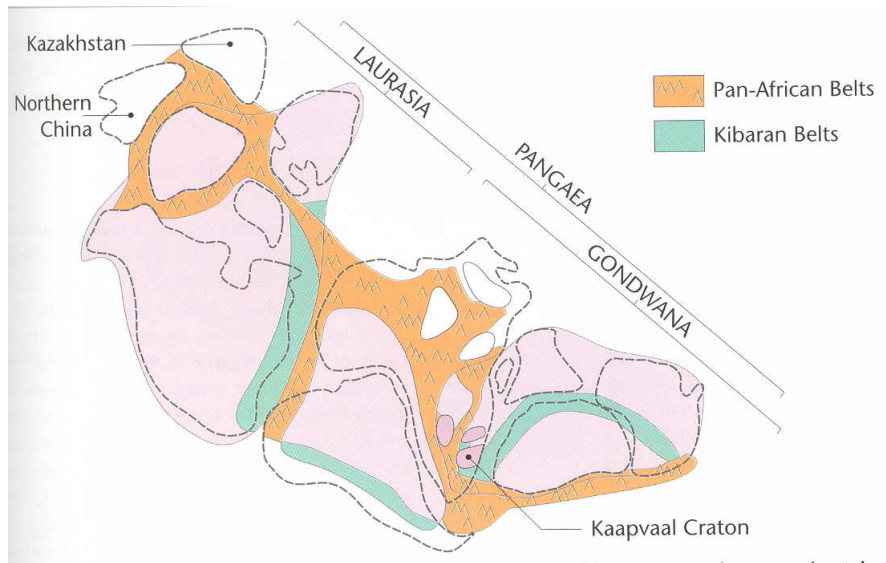 Kazakhstan
Northern
China
LAURASIA
PANGAEA
GONDWANA
Pan-African Belts
Kibaran Belts
Kaapvaal Craton